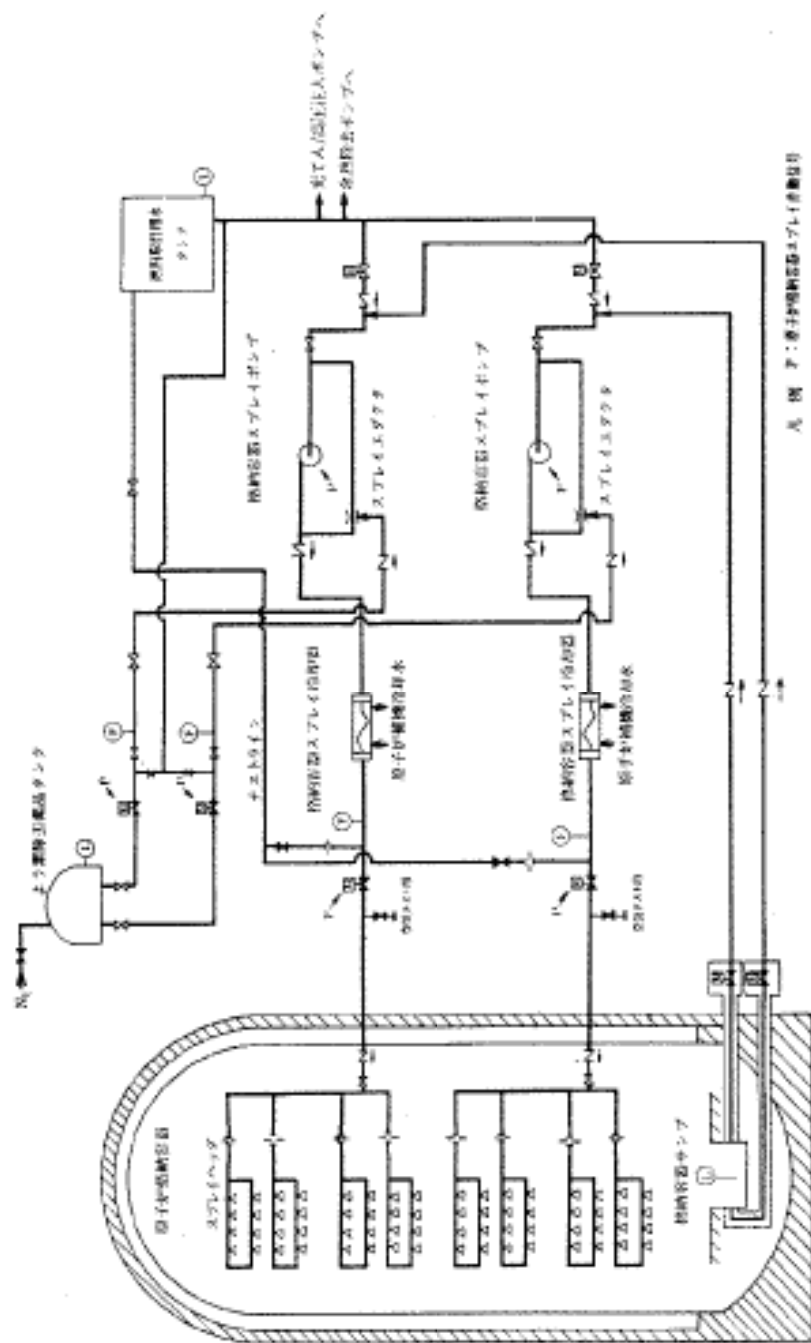 充てん/高圧注入ポンプへ
余熱除去ポンプへ
燃料取替用水
タンク
格納容器スプレイポンプ
スプレイエダクタ
格納容器スプレイポンプ
スプレイエダクタ
よう素除去薬品タンク
N₂
テストライン
格納容器スプレイ冷却器
原子炉補機冷却水
格納容器スプレイ冷却器
原子炉補機冷却水
P
P
P
P
P
P
原子炉格納容器
スプレイヘッダ
格納容器サンプ
凡例 P:原子炉格納容器スプレイ作動信号